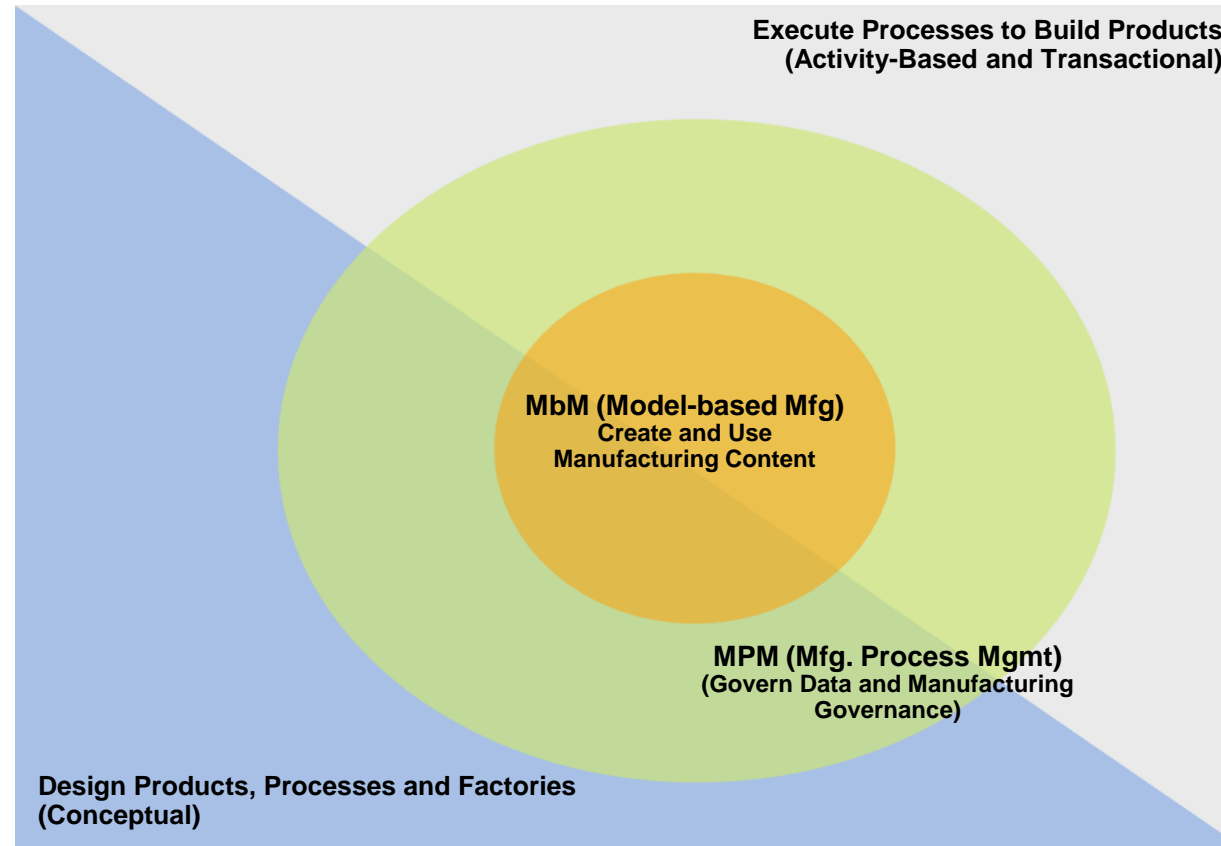 Execute Processes to Build Products
(Activity-Based and Transactional)
MbM (Model-based Mfg)
Create and Use
Manufacturing Content
MPM (Mfg. Process Mgmt)
(Govern Data and Manufacturing
Governance)
Design Products, Processes and Factories
(Conceptual)